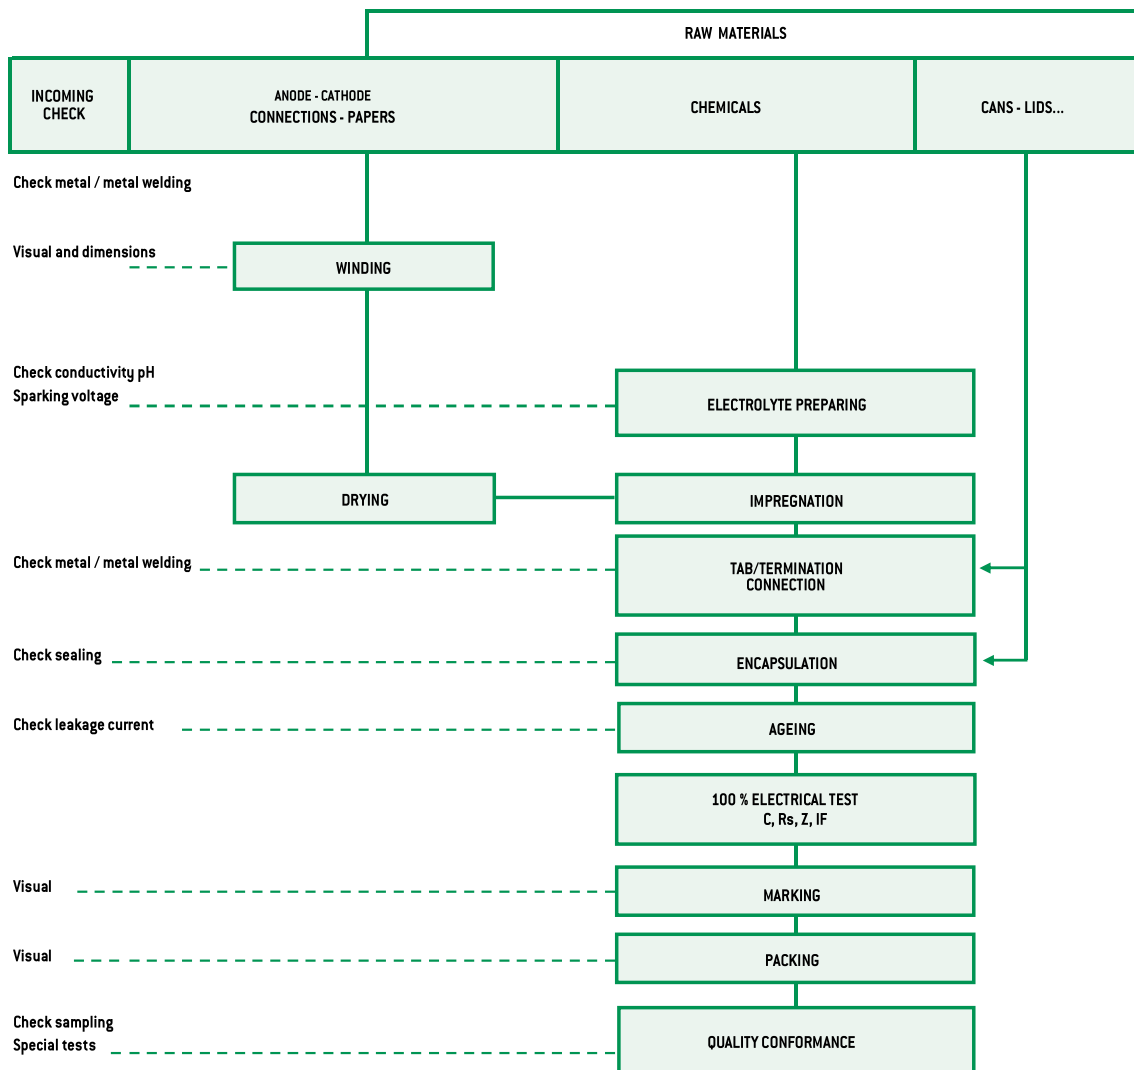 RAW MATERIALS
INCOMING
CHECK
ANODE - CATHODE
CONNECTIONS - PAPERS
CHEMICALS
CANS - LIDS...
Check metal / metal welding
Visual and dimensions
WINDING
Check conductivity pH
Sparking voltage
ELECTROLYTE PREPARING
DRYING
IMPREGNATION
Check metal / metal welding
TAB/TERMINATION
CONNECTION
Check sealing
ENCAPSULATION
Check leakage current
AGEING
100 % ELECTRICAL TEST
C, Rs, Z, IF
Visual
MARKING
Visual
PACKING
Check sampling
Special tests
QUALITY CONFORMANCE